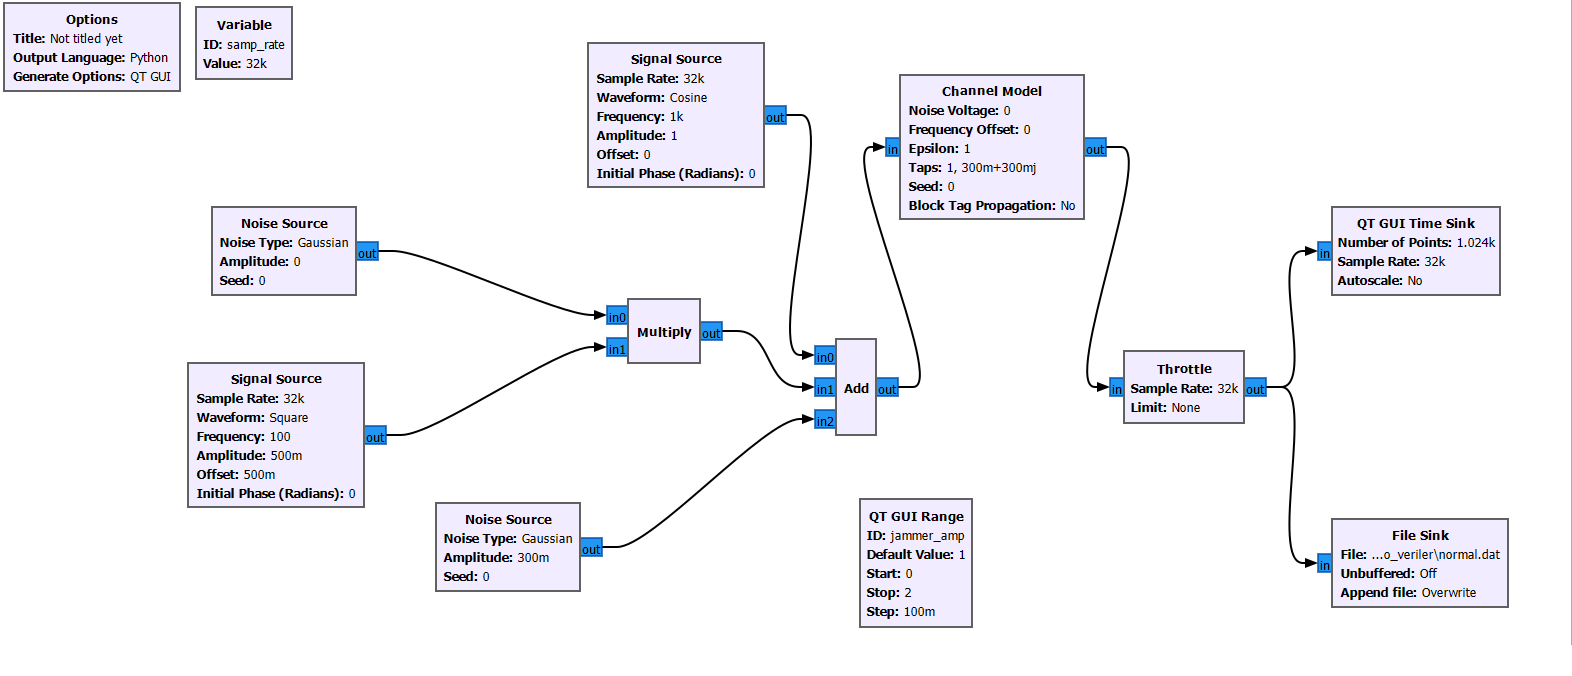 Options
Title: Not titled yet
Output Language: Python
Generate Options: QT GUI
Variable
ID: samp_rate
Value: 32k
Signal Source
Sample Rate: 32k
Waveform: Cosine
Frequency: 1k
Amplitude: 1
Offset: 0
Initial Phase (Radians): 0
out
Channel Model
Noise Voltage: 0
Frequency Offset: 0
Epsilon: 1
Taps: 1, 300m+300mj
Seed: 0
Block Tag Propagation: No
in
out
Noise Source
Noise Type: Gaussian
Amplitude: 0
Seed: 0
out
QT GUI Time Sink
Number of Points: 1.024k
Sample Rate: 32k
Autoscale: No
in
in0
in1
Multiply
out
Signal Source
Sample Rate: 32k
Waveform: Square
Frequency: 100
Amplitude: 500m
Offset: 500m
Initial Phase (Radians): 0
out
in0
in1
in2
Add
out
Throttle
Sample Rate: 32k
Limit: None
in
out
Noise Source
Noise Type: Gaussian
Amplitude: 300m
Seed: 0
out
QT GUI Range
ID: jammer_amp
Default Value: 1
Start: 0
Stop: 2
Step: 100m
File Sink
File: ...o_veriler\normal.dat
Unbuffered: Off
Append file: Overwrite
in